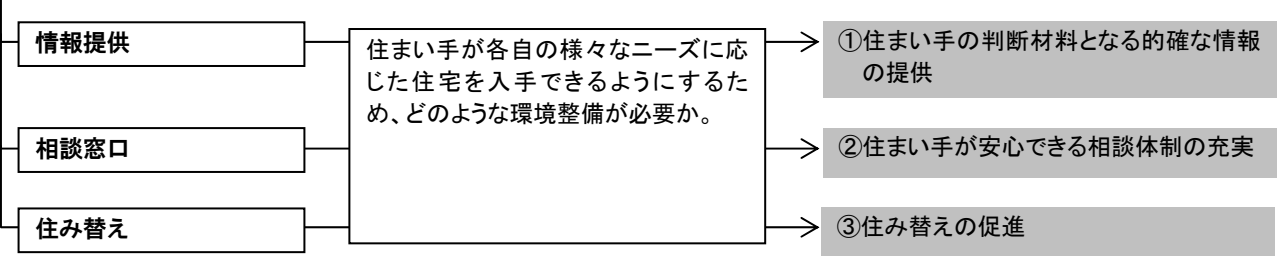 情報提供
相談窓口
住み替え
住まい手が各自の様々なニーズに応
じた住宅を入手できるようにするた
め、どのような環境整備が必要か。
①住まい手の判断材料となる的確な情報
の提供
②住まい手が安心できる相談体制の充実
③住み替えの促進